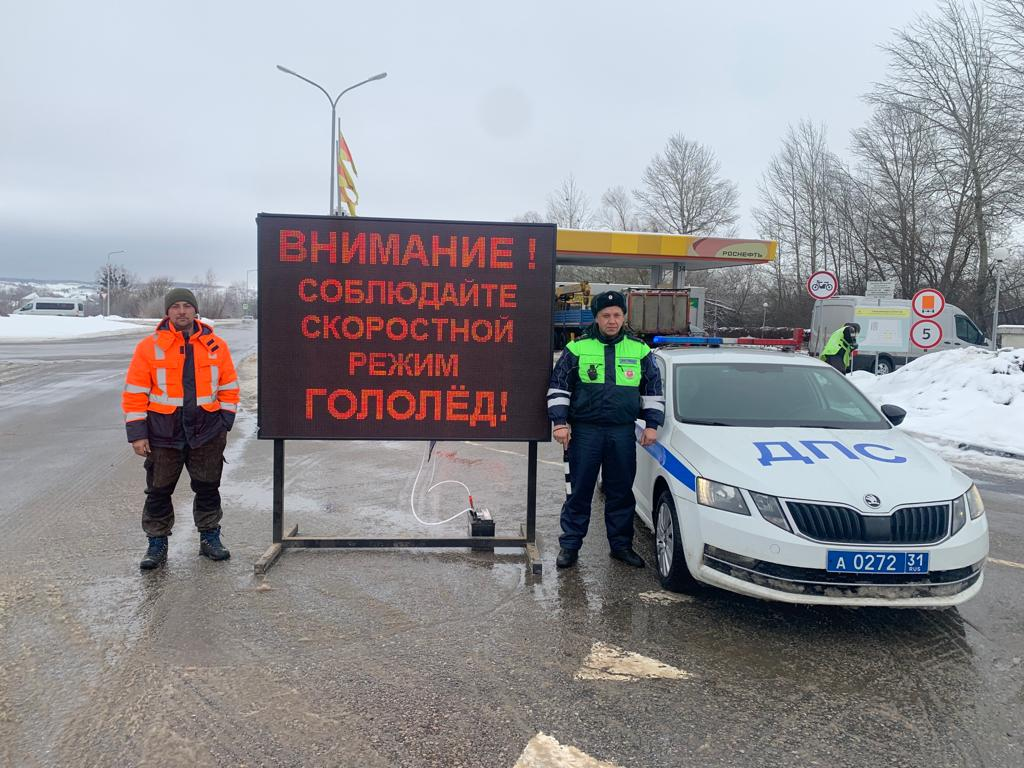 ВНИМАНИЕ !
СОБЛЮДАЙТЕ
СКОРОСТНОЙ
РЕЖИМ
ГОЛОЛЁД!
РОСНЕФТЬ
5
ДПС
А 0272 31
RUS